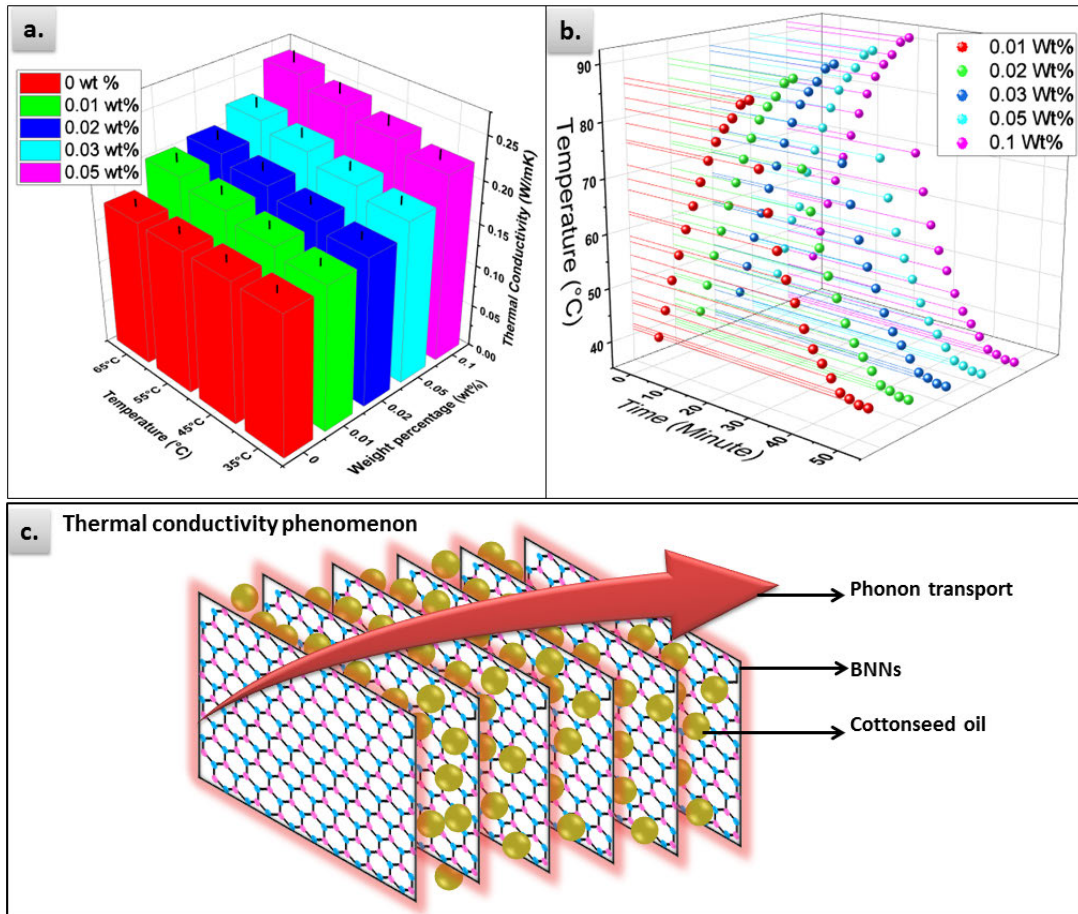 a.
0 wt %
0.01 wt%
0.02 wt%
0.03 wt%
0.05 wt%
0.25
0.20
0.15
0.10
0.05
0.00
Thermal Conductivity (W/mK)
65°C
55°C
45°C
35°C
Temperature (°C)
0
0.01
0.02
0.05
0.1
Weight percentage (wt%)
b.
0.01 Wt%
0.02 Wt%
0.03 Wt%
0.05 Wt%
0.1 Wt%
90
80
70
60
50
40
Temperature (°C)
0
10
20
30
40
50
Time (Minute)
c.
Thermal conductivity phenomenon
Phonon transport
BNNs
Cottonseed oil